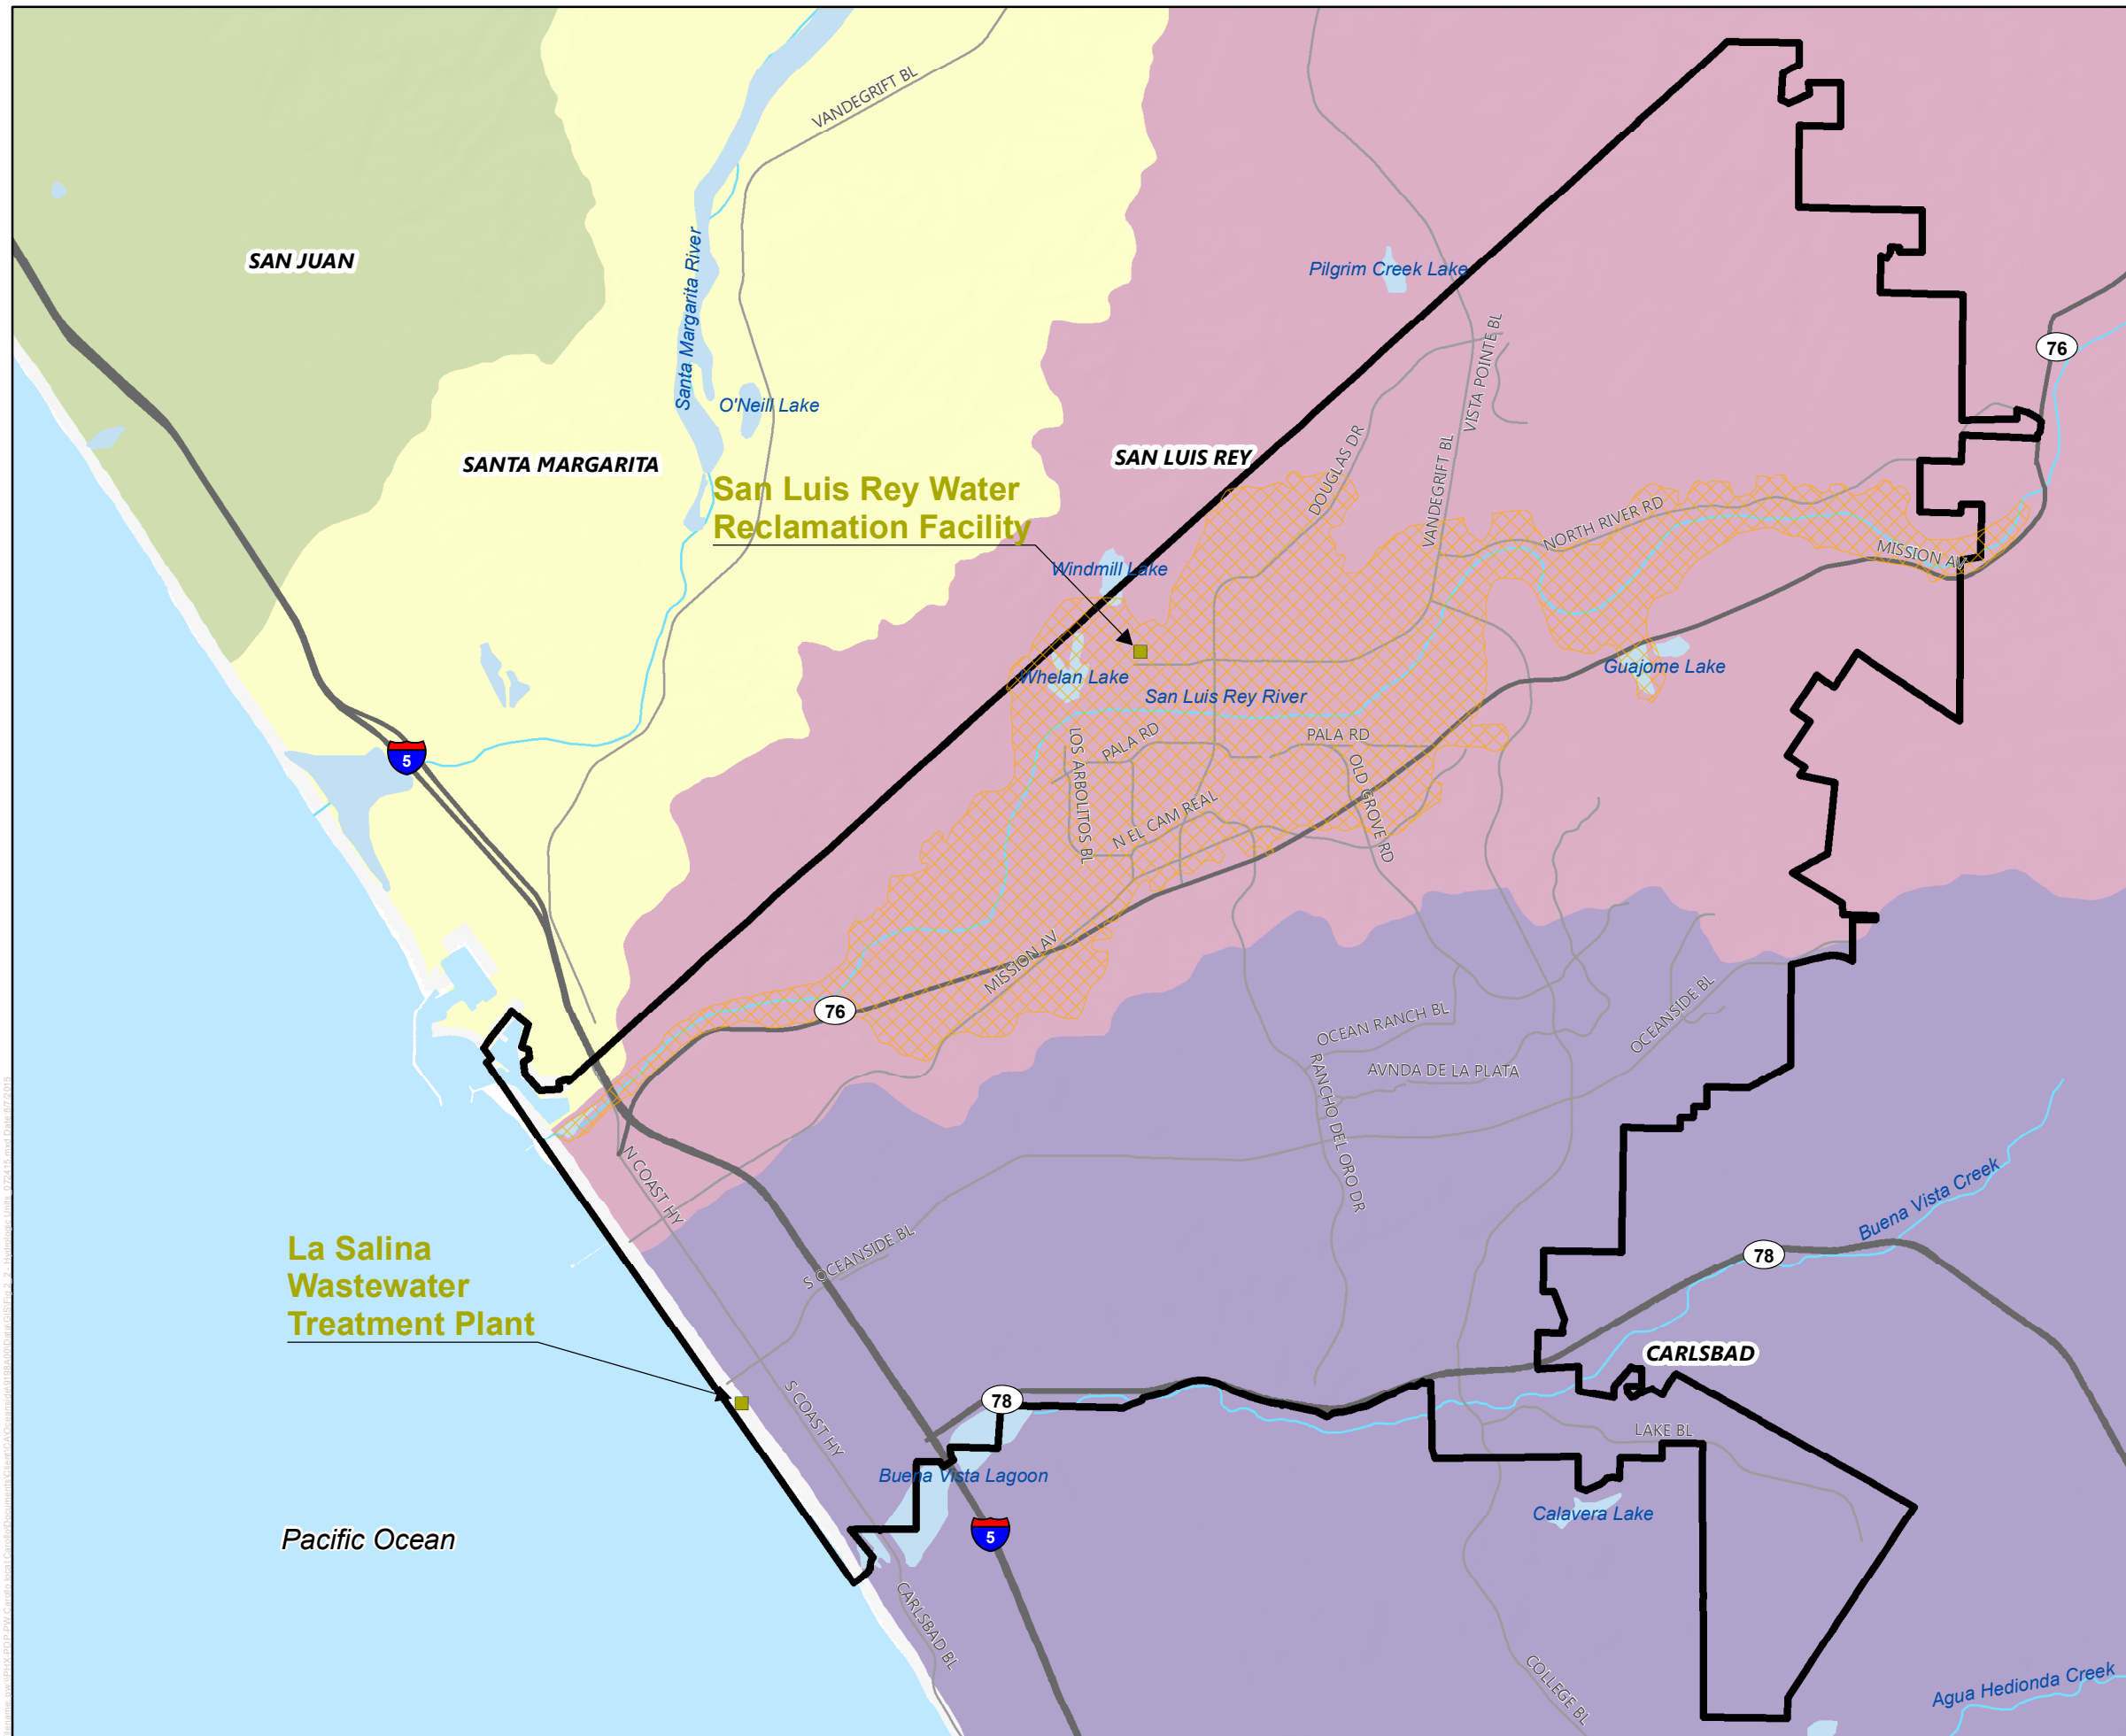 VANDEGRIFT BL
SAN JUAN
Santa Margarita River
Pilgrim Creek Lake
76
O'Neill Lake
VISTA POINTE BL
SANTA MARGARITA
SAN LUIS REY
DOUGLAS DR
VANDEGRIFT BL
San Luis Rey Water
Reclamation Facility
NORTH RIVER RD
MISSION AV
Windmill Lake
Whelan Lake
Guajome Lake
San Luis Rey River
5
LOS ARBOLITOS BL
PALA RD
PALA RD
OLD GROVE RD
N EL CAM REAL
MISSION AV
76
OCEAN RANCH BL
OCEANSIDE BL
AVNDA DE LA PLATA
RANCHO DEL ORO DR
N COAST HY
Buena Vista Creek
La Salina
Wastewater
Treatment Plant
S OCEANSIDE BL
78
CARLSBAD
78
S COAST HY
LAKE BL
Buena Vista Lagoon
Calavera Lake
Pacific Ocean
5
CARLSBAD BL
COLLEGE BL
Agua Hedionda Creek